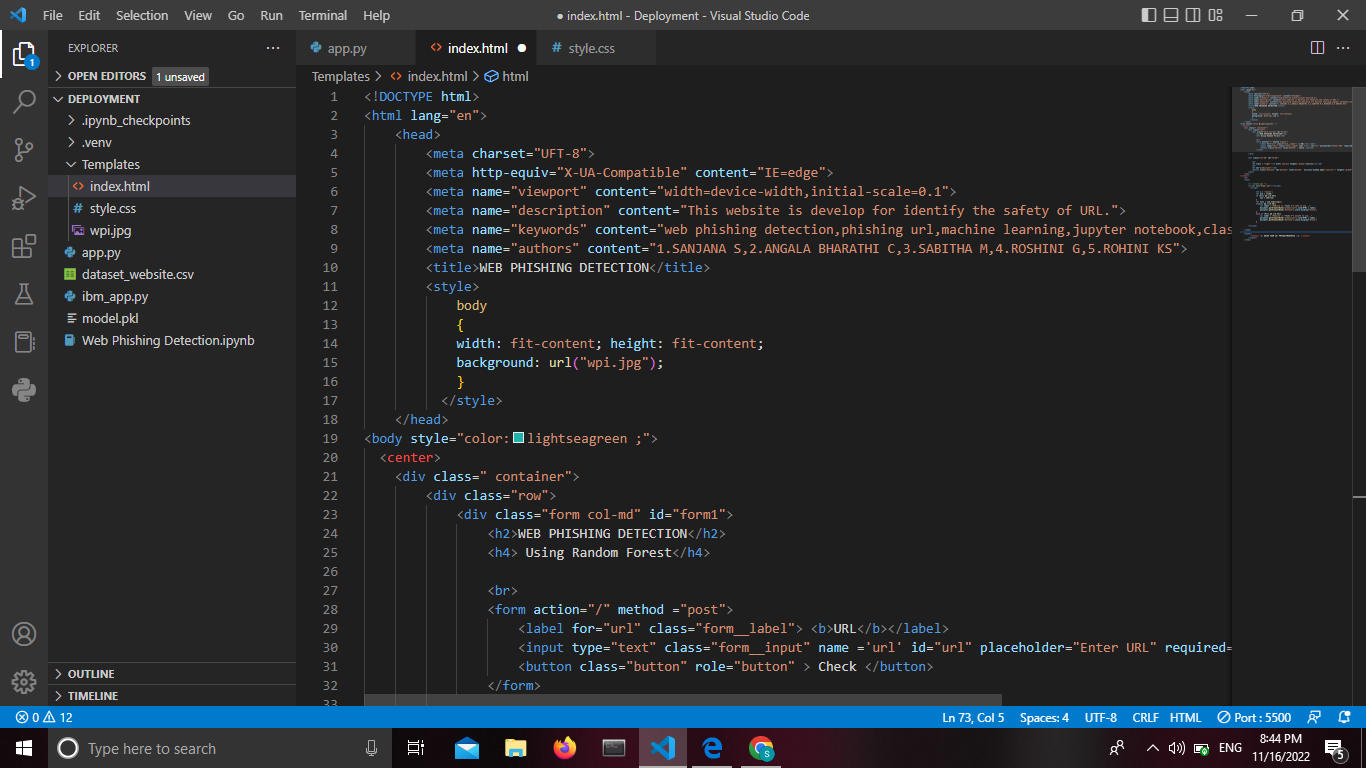 File Edit Selection View Go Run Terminal Help
● index.html - Deployment - Visual Studio Code
EXPLORER
OPEN EDITORS 1 unsaved
DEPLOYMENT
.ipynb_checkpoints
.venv
Templates
index.html
style.css
wpi.jpg
app.py
dataset_website.csv
ibm_app.py
model.pkl
Web Phishing Detection.ipynb
OUTLINE
TIMELINE
1
app.py
index.html
style.css
Templates > index.html > html
1 <!DOCTYPE html>
2 <html lang="en">
3 <head>
4 <meta charset="UFT-8">
5 <meta http-equiv="X-UA-Compatible" content="IE=edge">
6 <meta name="viewport" content="width=device-width,initial-scale=0.1">
7 <meta name="description" content="This website is develop for identify the safety of URL.">
8 <meta name="keywords" content="web phishing detection,phishing url,machine learning,jupyter notebook,clas
9 <meta name="authors" content="1.SANJANA S,2.ANGALA BHARATHI C,3.SABITHA M,4.ROSHINI G,5.ROHINI KS">
10 <title>WEB PHISHING DETECTION</title>
11 <style>
12 body
13 {
14 width: fit-content; height: fit-content;
15 background: url("wpi.jpg");
16 }
17 </style>
18 </head>
19 <body style="color:lightseagreen ;">
20 <center>
21 <div class=" container">
22 <div class="row">
23 <div class="form col-md" id="form1">
24 <h2>WEB PHISHING DETECTION</h2>
25 <h4> Using Random Forest</h4>
26
27 <br>
28 <form action="/" method ="post">
29 <label for="url" class="form__label"> <b>URL</b></label>
30 <input type="text" class="form__input" name ='url' id="url" placeholder="Enter URL" required=
31 <button class="button" role="button" > Check </button>
32 </form>
33
0 12
Ln 73, Col 5 Spaces: 4 UTF-8 CRLF HTML Port : 5500
Type here to search
S
ENG
8:44 PM
11/16/2022
5